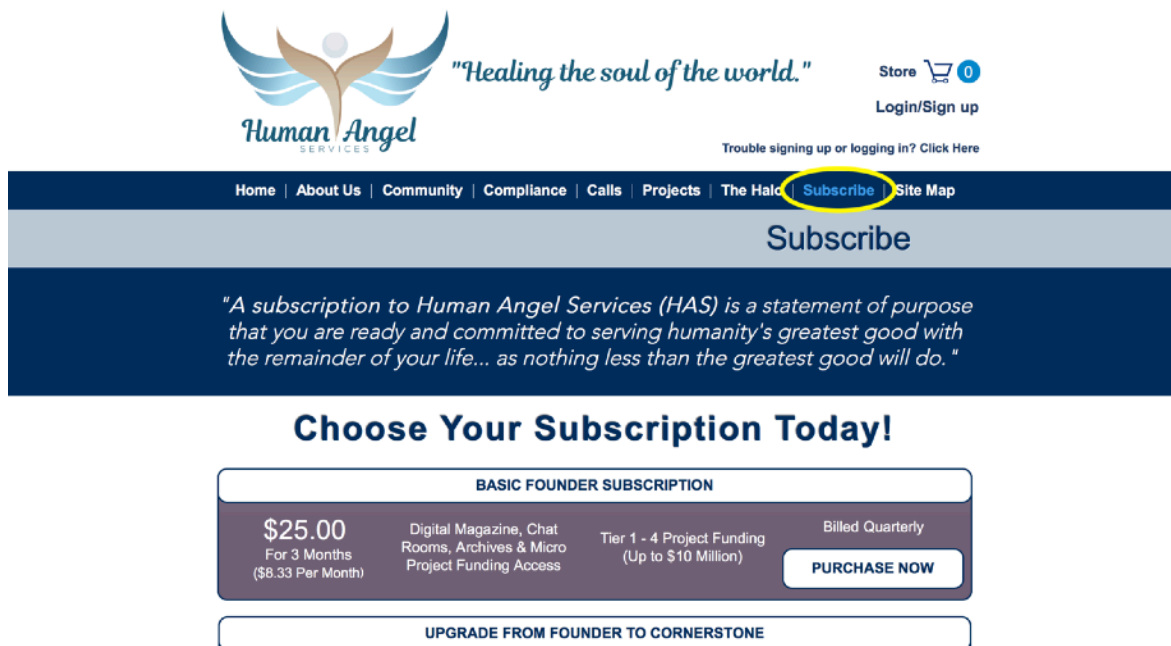 "Healing the soul of the world."
Store 0
Login/Sign up
Human Angel
SERVICES
Trouble signing up or logging in? Click Here
Home | About Us | Community | Compliance | Calls | Projects | The Halo | Subscribe | Site Map
Subscribe
"A subscription to Human Angel Services (HAS) is a statement of purpose
that you are ready and committed to serving humanity's greatest good with
the remainder of your life... as nothing less than the greatest good will do."
Choose Your Subscription Today!
BASIC FOUNDER SUBSCRIPTION
$25.00
For 3 Months
($8.33 Per Month)
Digital Magazine, Chat
Rooms, Archives & Micro
Project Funding Access
Tier 1 - 4 Project Funding
(Up to $10 Million)
Billed Quarterly
PURCHASE NOW
UPGRADE FROM FOUNDER TO CORNERSTONE